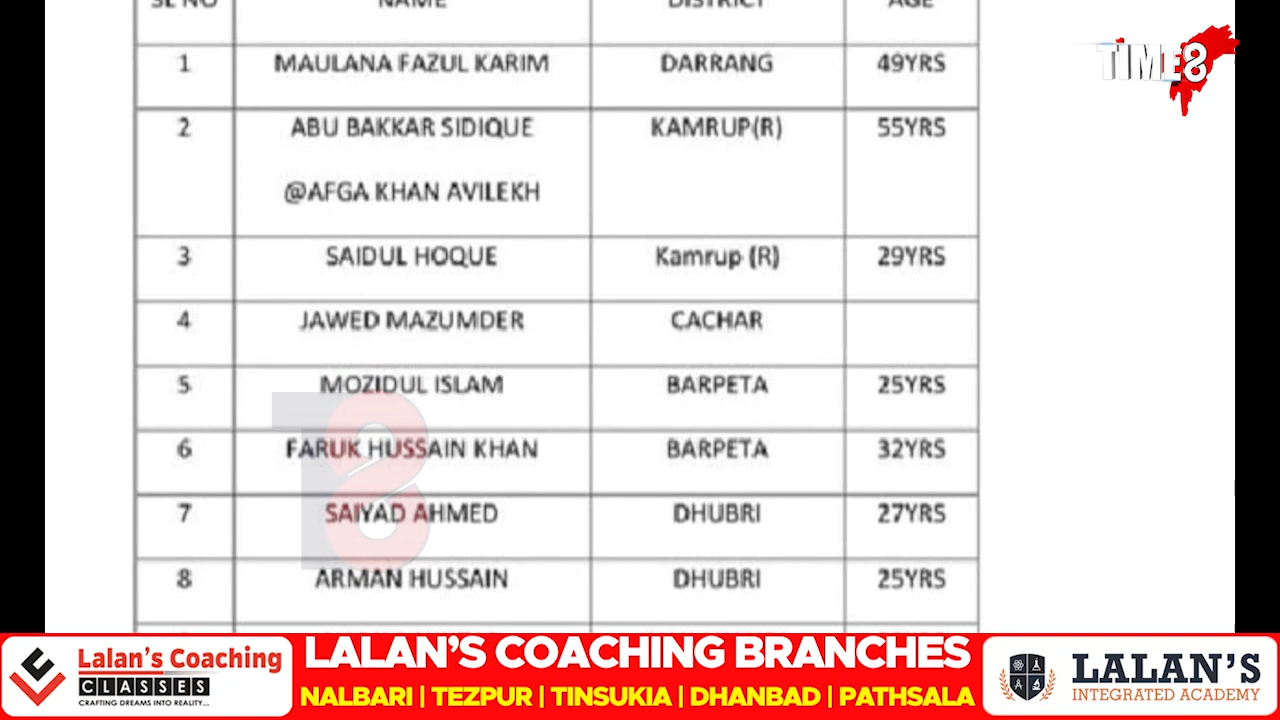 SL NO NAME DISTRICT AGE
1 MAULANA FAZUL KARIM DARRANG 49YRS
2 ABU BAKKAR SIDIQUE KAMRUP(R) 55YRS
@AFGA KHAN AVILEKH
3 SAIDUL HOQUE Kamrup (R) 29YRS
4 JAWED MAZUMDER CACHAR
5 MOZIDUL ISLAM BARPETA 25YRS
6 FARUK HUSSAIN KHAN BARPETA 32YRS
7 SAIYAD AHMED DHUBRI 27YRS
8 ARMAN HUSSAIN DHUBRI 25YRS
TIME8
T8
Lalan's Coaching
CLASSES
CRAFTING DREAMS INTO REALITY...
LALAN'S COACHING BRANCHES
NALBARI | TEZPUR | TINSUKIA | DHANBAD | PATHSALA
LALAN'S
INTEGRATED ACADEMY